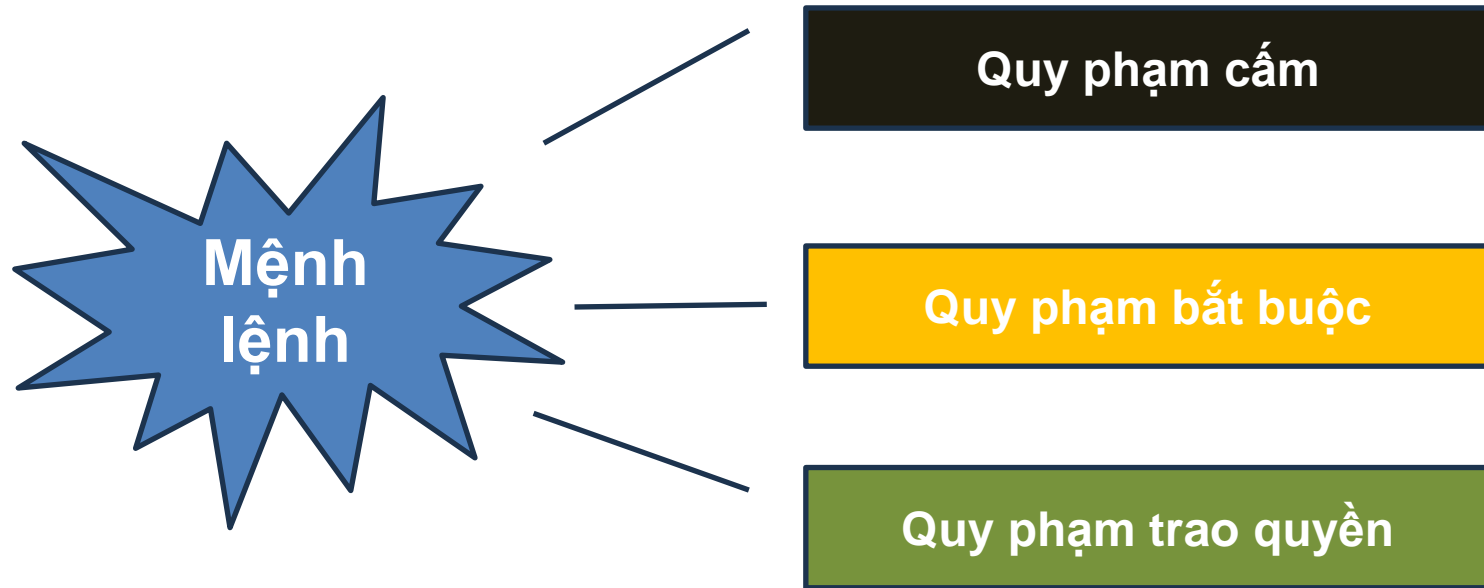 Mệnh
lệnh
Quy phạm cấm
Quy phạm bắt buộc
Quy phạm trao quyền